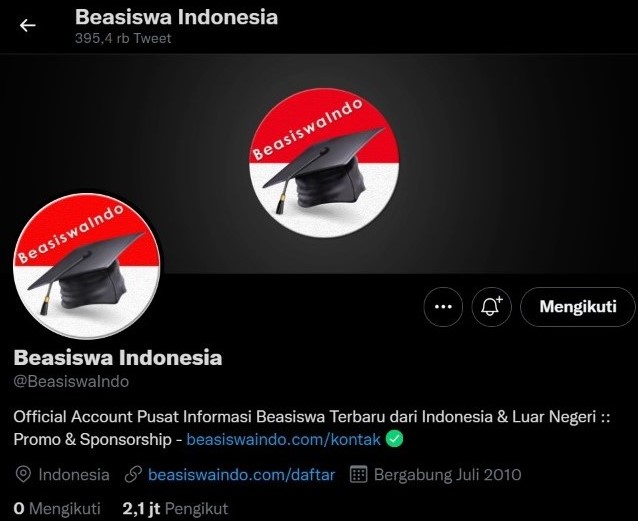 Beasiswa Indonesia
395,4 rb Tweet
BeasiswaIndo
BeasiswaIndo
Mengikuti
Beasiswa Indonesia
@BeasiswaIndo
Official Account Pusat Informasi Beasiswa Terbaru dari Indonesia & Luar Negeri ::
Promo & Sponsorship - beasiswaindo.com/kontak ✅
Indonesia beasiswaindo.com/daftar Bergabung Juli 2010
0 Mengikuti 2,1 jt Pengikut